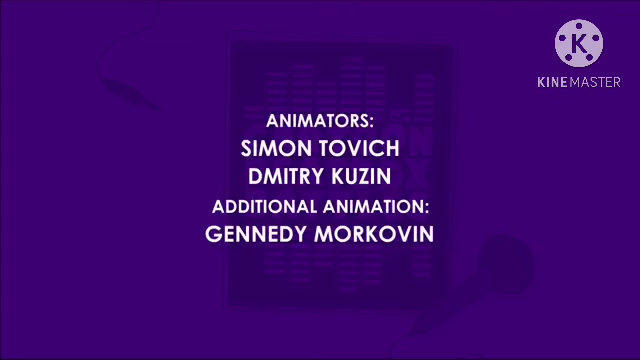 K
KINEMASTER
ANIMATORS:
SIMON TOVICH
DMITRY KUZIN
ADDITIONAL ANIMATION:
GENNEDY MORKOVIN